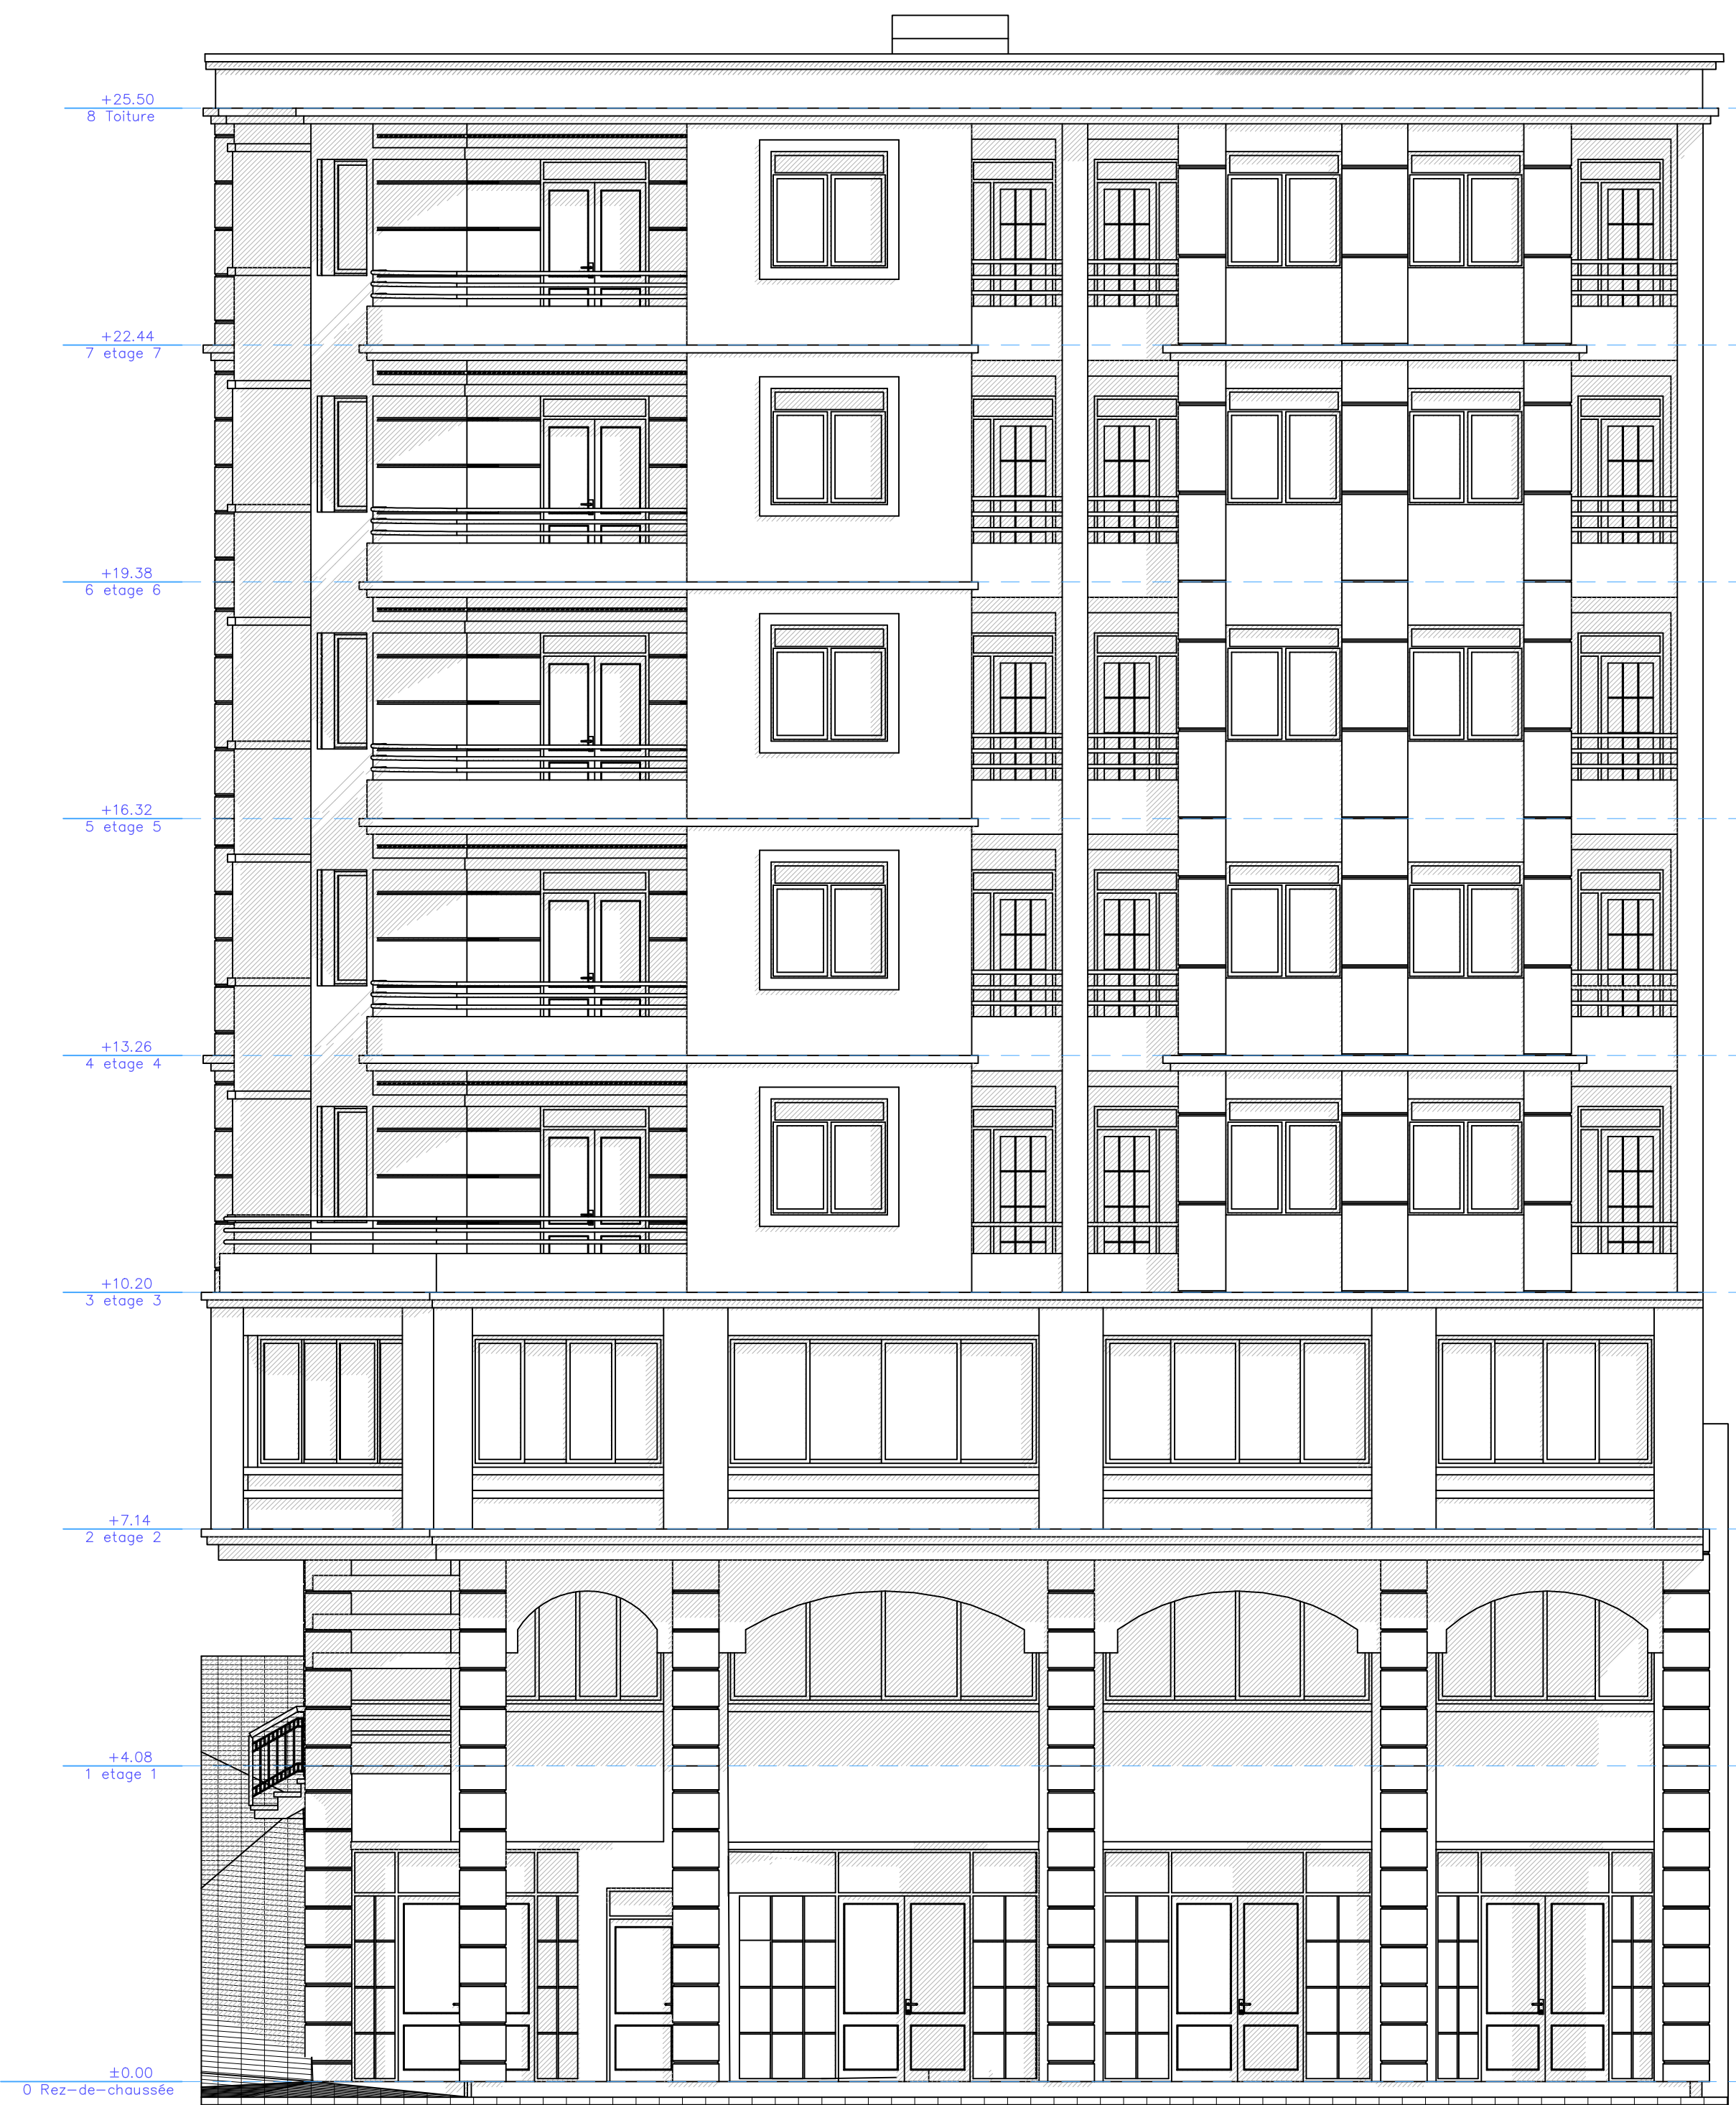 +25.50
8 Toiture
+22.44
7 etage 7
+19.38
6 etage 6
+16.32
5 etage 5
+13.26
4 etage 4
+10.20
3 etage 3
+7.14
2 etage 2
+4.08
1 etage 1
±0.00
0 Rez-de-chaussée